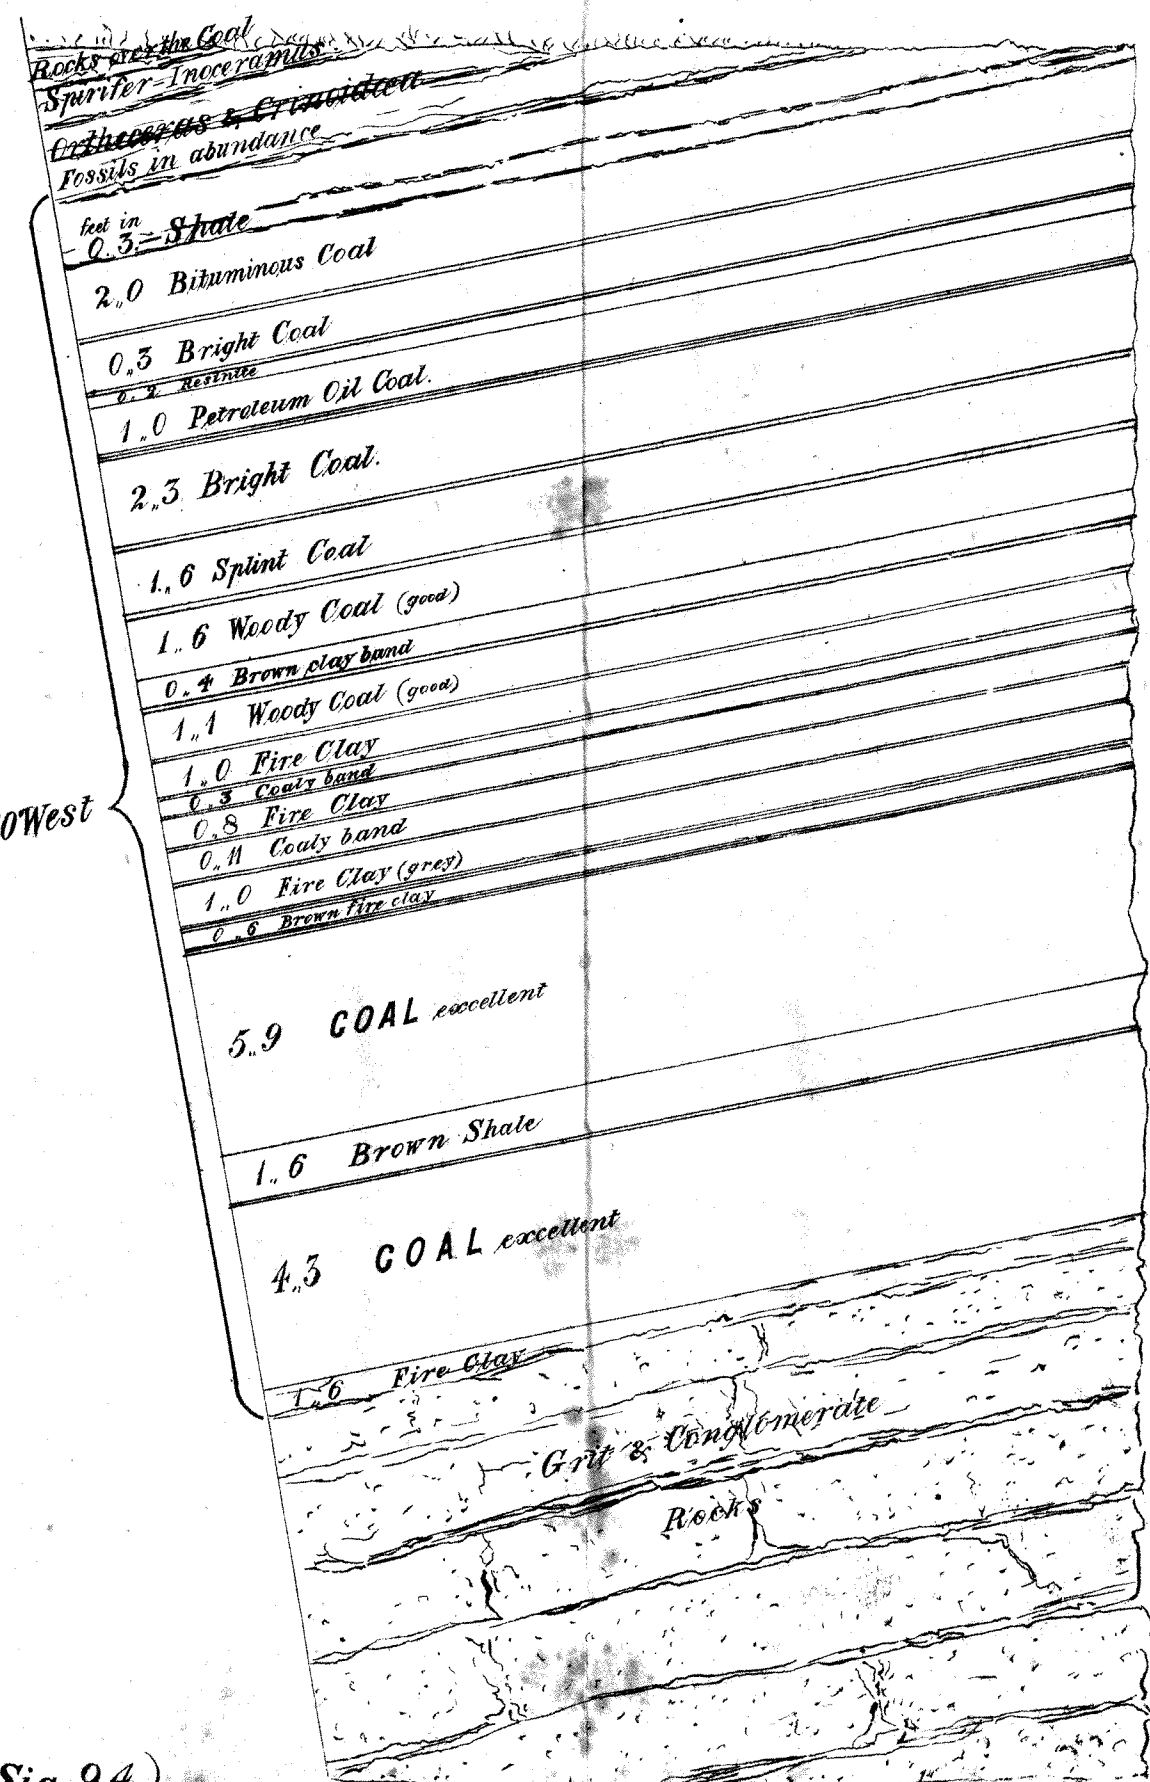 Rocks over the Coal
Spirifer-Inoceramus.
Orthoceras & Crinoidœa
Fossils in abundance
feet in
0.3.- Shale
2„0 Bituminous Coal
0„3 Bright Coal
0„2 Resinite
1„0 Petroleum Oil Coal.
2„3 Bright Coal.
1„6 Splint Coal
1„6 Woody Coal (good)
0„4 Brown clay band
1„1 Woody Coal (good)
1„0 Fire Clay
0„3 Coaly band
0West
0„8 Fire Clay
0„11 Coaly band
1„0 Fire Clay (grey)
0„6 Brown fire clay
5„9 COAL excellent
1„6 Brown Shale
4„3 COAL excellent
1„6 Fire Clay
Grit & Conglomerate
Rocks